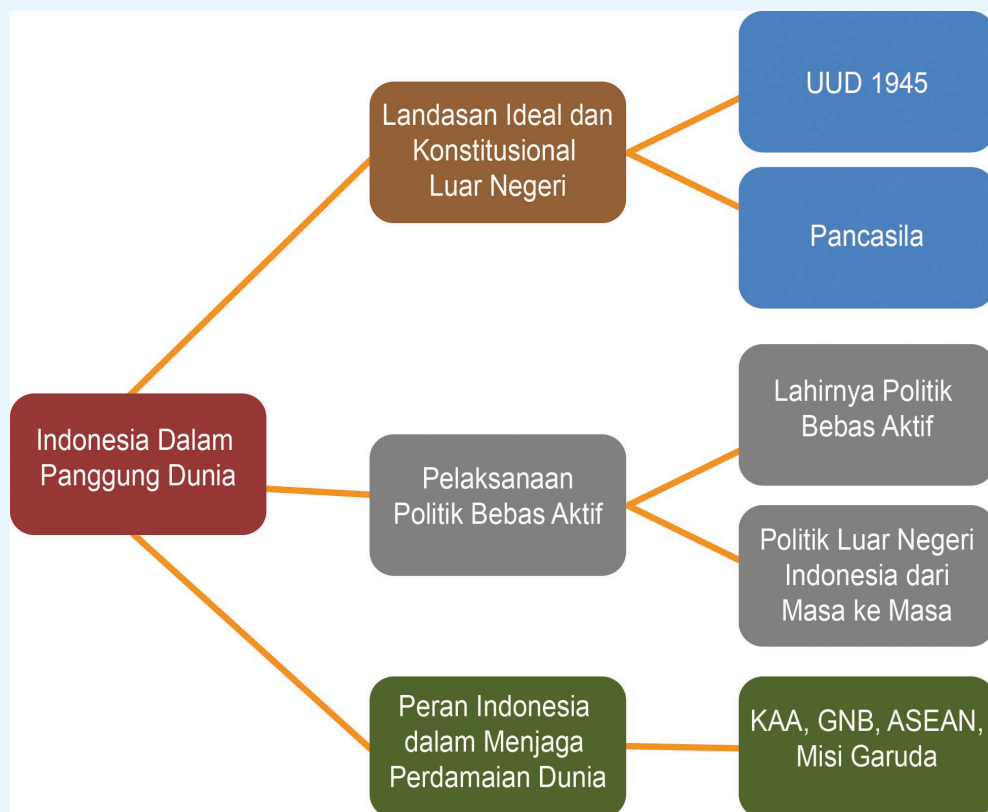 Indonesia Dalam
Panggung Dunia
Landasan Ideal dan
Konstitusional
Luar Negeri
UUD 1945
Pancasila
Pelaksanaan
Politik Bebas Aktif
Lahirnya Politik
Bebas Aktif
Politik Luar Negeri
Indonesia dari
Masa ke Masa
Peran Indonesia
dalam Menjaga
Perdamaian Dunia
KAA, GNB, ASEAN,
Misi Garuda